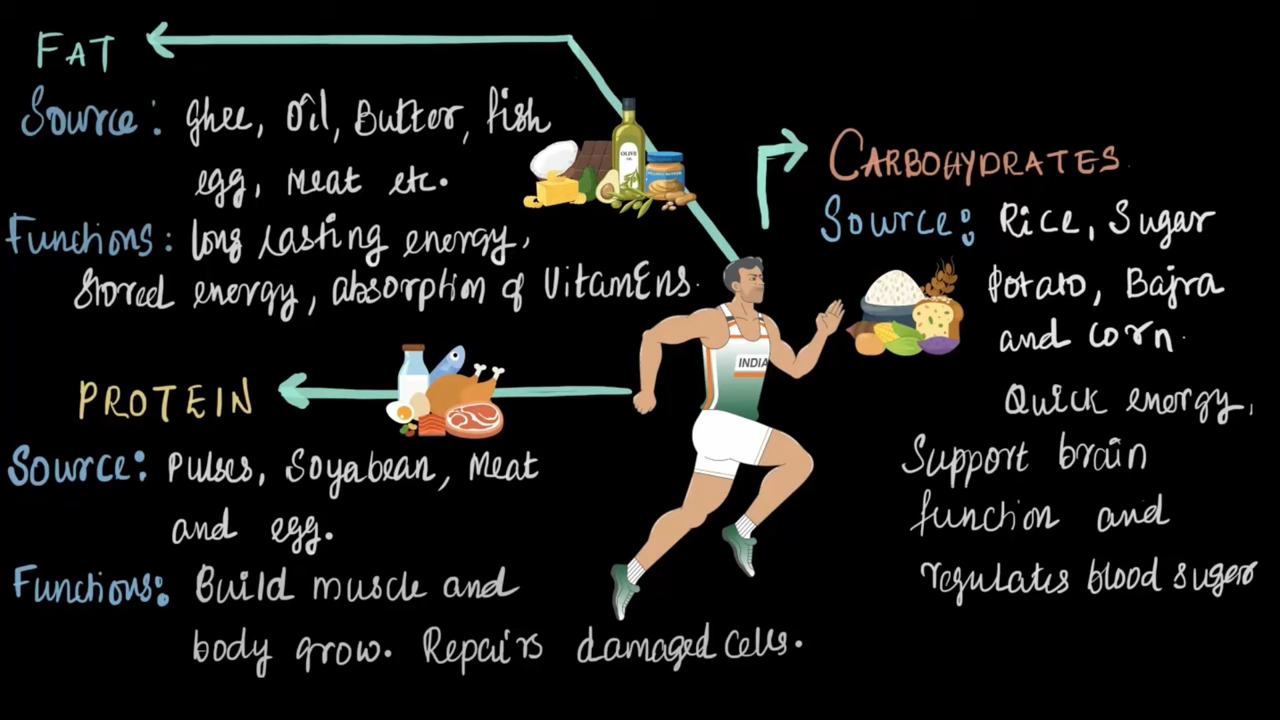 FAT
Source: Ghee, Oil, Butter, fish
egg, Meat etc.
Functions: long lasting energy,
Stored energy, absorption of Vitamins.
PROTEIN
Source: Pulses, Soyabean, Meat
and egg.
Functions: Build muscle and
body grow. Repairs damaged cells.
OLIVE
OIL
INDIA
CARBOHYDRATES
Source: Rice, Sugar
Potato, Bajra
and corn.
Quick energy,
Support brain
function and
regulates blood sugar